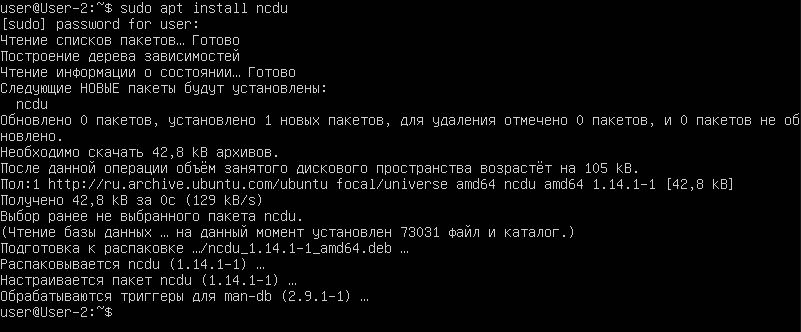 user@User-2:~$ sudo apt install ncdu
[sudo] password for user:
Чтение списков пакетов… Готово
Построение дерева зависимостей
Чтение информации о состоянии… Готово
Следующие НОВЫЕ пакеты будут установлены:
  ncdu
Обновлено 0 пакетов, установлено 1 новых пакетов, для удаления отмечено 0 пакетов, и 0 пакетов не об
новлено.
Необходимо скачать 42,8 kB архивов.
После данной операции объём занятого дискового пространства возрастёт на 105 kB.
Пол:1 http://ru.archive.ubuntu.com/ubuntu focal/universe amd64 ncdu amd64 1.14.1-1 [42,8 kB]
Получено 42,8 kB за 0с (129 kB/s)
Выбор ранее не выбранного пакета ncdu.
(Чтение базы данных … на данный момент установлен 73031 файл и каталог.)
Подготовка к распаковке …/ncdu_1.14.1-1_amd64.deb …
Распаковывается ncdu (1.14.1-1) …
Настраивается пакет ncdu (1.14.1-1) …
Обрабатываются триггеры для man-db (2.9.1-1) …
user@User-2:~$